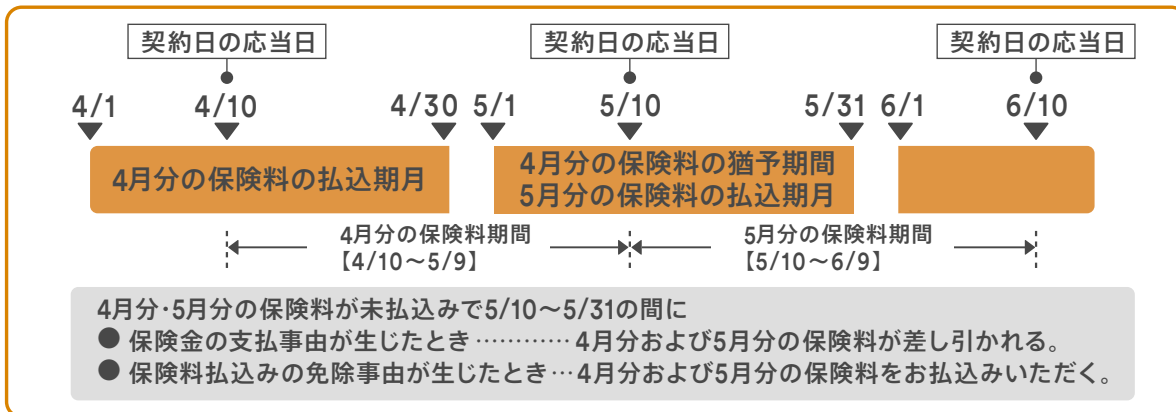 契約日の応当日 契約日の応当日 契約日の応当日
4/1 4/10 4/30 5/1 5/10 5/31 6/1 6/10
4月分の保険料の払込期月
4月分の保険料の猶予期間
5月分の保険料の払込期月
4月分の保険料期間
【4/10～5/9】
5月分の保険料期間
【5/10～6/9】
4月分・5月分の保険料が未払込みで5/10～5/31の間に
● 保険金の支払事由が生じたとき………… 4月分および5月分の保険料が差し引かれる。
● 保険料払込みの免除事由が生じたとき… 4月分および5月分の保険料をお払込みいただく。